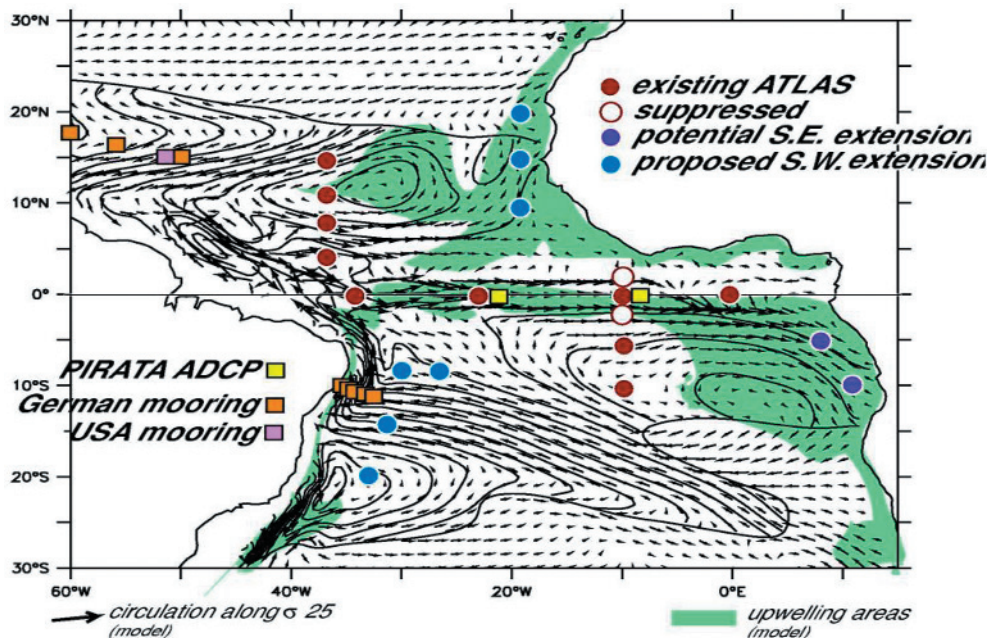 30°N
20°N
10°N
0°
10°S
20°S
30°S
existing ATLAS
suppressed
potential S.E. extension
proposed S.W. extension
PIRATA ADCP
German mooring
USA mooring
60°W
40°W
20°W
0°E
circulation along σ 25
(model)
upwelling areas
(model)